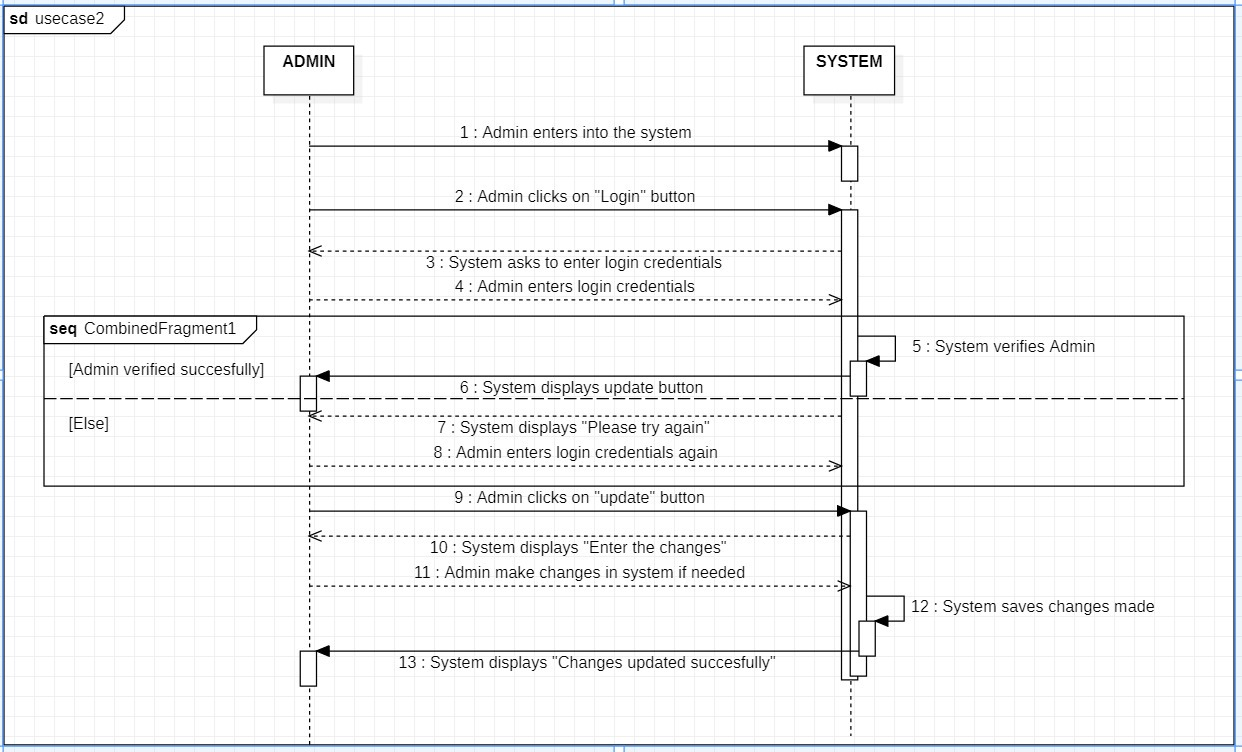 sd usecase2
ADMIN
SYSTEM
1 : Admin enters into the system
2 : Admin clicks on "Login" button
3 : System asks to enter login credentials
4 : Admin enters login credentials
seq CombinedFragment1
5 : System verifies Admin
[Admin verified succesfully]
6 : System displays update button
[Else]
7 : System displays "Please try again"
8 : Admin enters login credentials again
9 : Admin clicks on "update" button
10 : System displays "Enter the changes"
11 : Admin make changes in system if needed
12 : System saves changes made
13 : System displays "Changes updated succesfully"